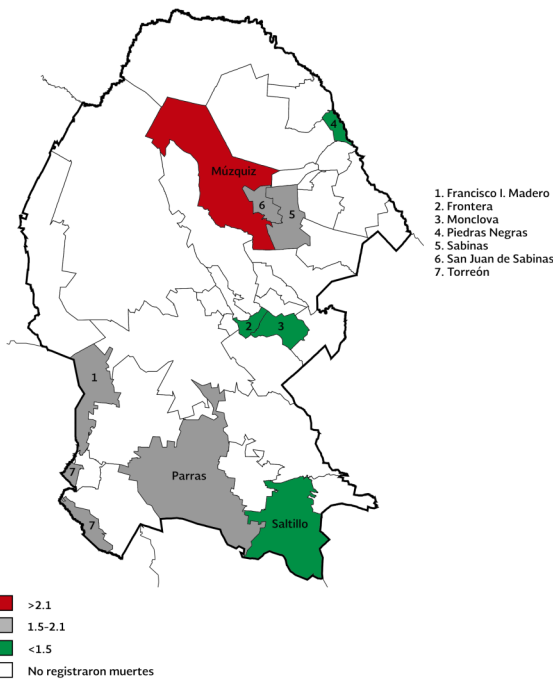 4
Múzquiz
6
5
1. Francisco I. Madero
2. Frontera
3. Monclova
4. Piedras Negras
5. Sabinas
6. San Juan de Sabinas
7. Torreón
2
3
1
7
Parras
7
Saltillo
>2.1
1.5-2.1
<1.5
No registraron muertes